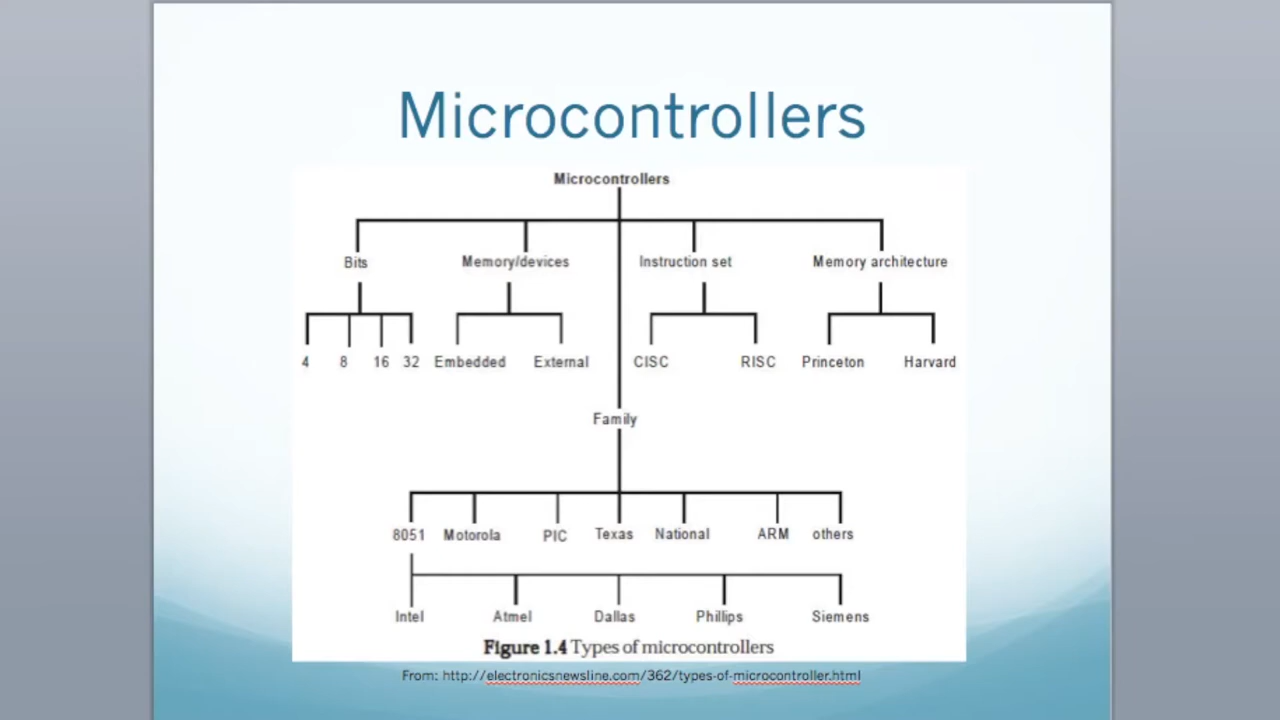 Microcontrollers
Microcontrollers
Bits Memory/devices Instruction set Memory architecture
4 8 16 32 Embedded External CISC RISC Princeton Harvard
Family
8051 Motorola PIC Texas National ARM others
Intel Atmel Dallas Phillips Siemens
Figure 1.4 Types of microcontrollers
From: http://electronicsnewsline.com/362/types-of-microcontroller.html